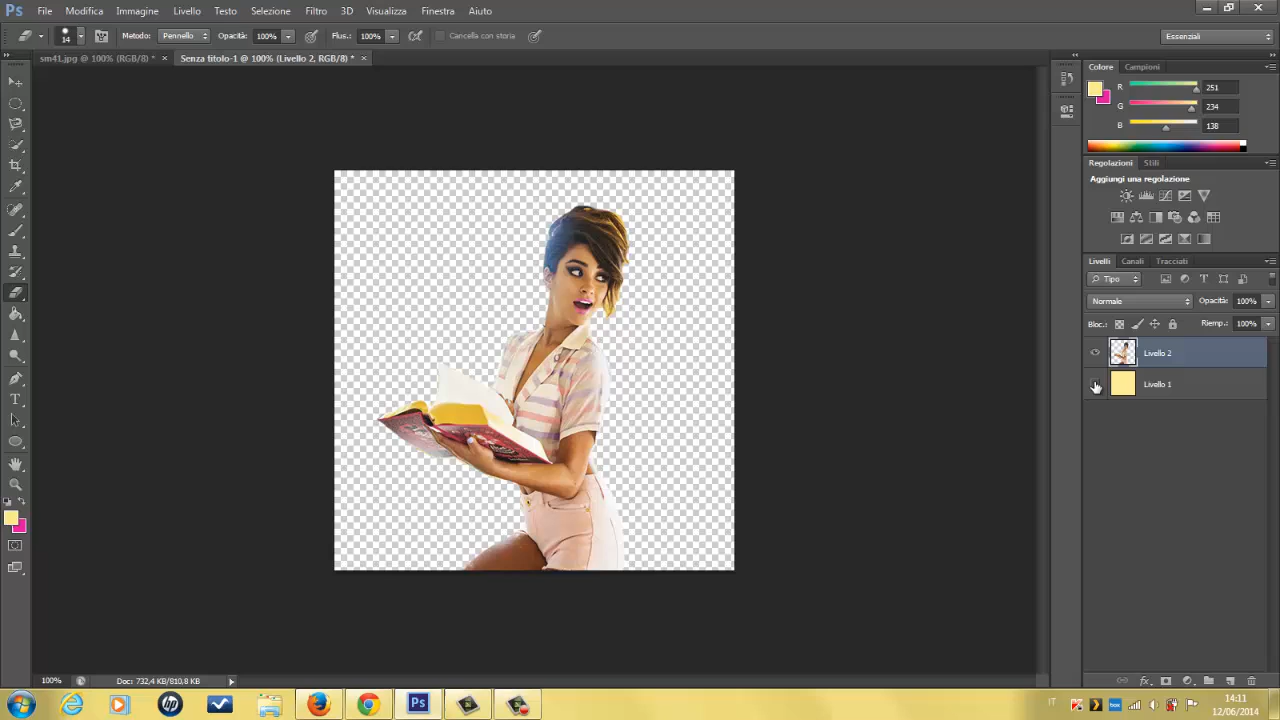 Ps File Modifica Immagine Livello Testo Selezione Filtro 3D Visualizza Finestra Aiuto
14 Metodo: Pennello Opacità: 100% Flus.: 100% Cancella con storia Essenziali
sm41.jpg @ 100% (RGB/8) * × Senza titolo-1 @ 100% (Livello 2, RGB/8) * ×
Colore Campioni
R 251
G 234
B 138
Regolazioni Stili
Aggiungi una regolazione
Livelli Canali Tracciati
Tipo
Normale Opacità: 100%
Bloc.: Riemp.: 100%
Livello 2
Livello 1
100% Doc: 732,4 KB/810,8 KB
IT 14:11
12/06/2014